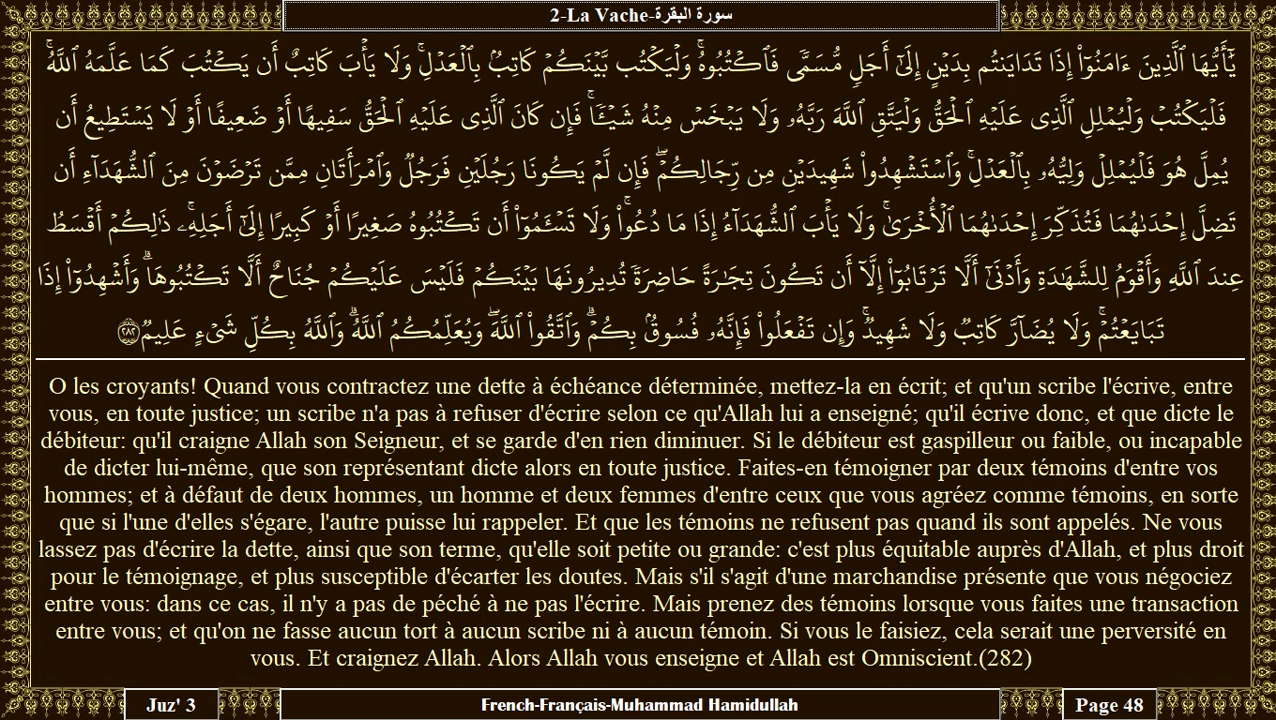 2-La Vache-سورة البقرة
يَٰٓأَيُّهَا ٱلَّذِينَ ءَامَنُوٓا۟ إِذَا تَدَايَنتُم بِدَيْنٍ إِلَىٰٓ أَجَلٍ مُّسَمًّى فَٱكْتُبُوهُ ۚ وَلْيَكْتُب بَّيْنَكُمْ كَاتِبٌۢ بِٱلْعَدْلِ ۚ وَلَا يَأْبَ كَاتِبٌ أَن يَكْتُبَ كَمَا عَلَّمَهُ ٱللَّهُ ۚ
فَلْيَكْتُبْ وَلْيُمْلِلِ ٱلَّذِى عَلَيْهِ ٱلْحَقُّ وَلْيَتَّقِ ٱللَّهَ رَبَّهُۥ وَلَا يَبْخَسْ مِنْهُ شَيْـًٔا ۚ فَإِن كَانَ ٱلَّذِى عَلَيْهِ ٱلْحَقُّ سَفِيهًا أَوْ ضَعِيفًا أَوْ لَا يَسْتَطِيعُ أَن
يُمِلَّ هُوَ فَلْيُمْلِلْ وَلِيُّهُۥ بِٱلْعَدْلِ ۚ وَٱسْتَشْهِدُوا۟ شَهِيدَيْنِ مِن رِّجَالِكُمْ ۖ فَإِن لَّمْ يَكُونَا رَجُلَيْنِ فَرَجُلٌ وَٱمْرَأَتَانِ مِمَّن تَرْضَوْنَ مِنَ ٱلشُّهَدَآءِ أَن
تَضِلَّ إِحْدَىٰهُمَا فَتُذَكِّرَ إِحْدَىٰهُمَا ٱلْأُخْرَىٰ ۚ وَلَا يَأْبَ ٱلشُّهَدَآءُ إِذَا مَا دُعُوا۟ ۚ وَلَا تَسْـَٔمُوٓا۟ أَن تَكْتُبُوهُ صَغِيرًا أَوْ كَبِيرًا إِلَىٰٓ أَجَلِهِۦ ۚ ذَٰلِكُمْ أَقْسَطُ
عِندَ ٱللَّهِ وَأَقْوَمُ لِلشَّهَٰدَةِ وَأَدْنَىٰٓ أَلَّا تَرْتَابُوٓا۟ ۖ إِلَّآ أَن تَكُونَ تِجَٰرَةً حَاضِرَةً تُدِيرُونَهَا بَيْنَكُمْ فَلَيْسَ عَلَيْكُمْ جُنَاحٌ أَلَّا تَكْتُبُوهَا ۗ وَأَشْهِدُوٓا۟ إِذَا
تَبَايَعْتُمْ ۚ وَلَا يُضَآرَّ كَاتِبٌ وَلَا شَهِيدٌ ۚ وَإِن تَفْعَلُوا۟ فَإِنَّهُۥ فُسُوقٌۢ بِكُمْ ۗ وَٱتَّقُوا۟ ٱللَّهَ ۖ وَيُعَلِّمُكُمُ ٱللَّهُ ۗ وَٱللَّهُ بِكُلِّ شَىْءٍ عَلِيمٌ ﴿٢٨٢﴾
O les croyants! Quand vous contractez une dette à échéance déterminée, mettez-la en écrit; et qu'un scribe l'écrive, entre
vous, en toute justice; un scribe n'a pas à refuser d'écrire selon ce qu'Allah lui a enseigné; qu'il écrive donc, et que dicte le
débiteur: qu'il craigne Allah son Seigneur, et se garde d'en rien diminuer. Si le débiteur est gaspilleur ou faible, ou incapable
de dicter lui-même, que son représentant dicte alors en toute justice. Faites-en témoigner par deux témoins d'entre vos
hommes; et à défaut de deux hommes, un homme et deux femmes d'entre ceux que vous agréez comme témoins, en sorte
que si l'une d'elles s'égare, l'autre puisse lui rappeler. Et que les témoins ne refusent pas quand ils sont appelés. Ne vous
lassez pas d'écrire la dette, ainsi que son terme, qu'elle soit petite ou grande: c'est plus équitable auprès d'Allah, et plus droit
pour le témoignage, et plus susceptible d'écarter les doutes. Mais s'il s'agit d'une marchandise présente que vous négociez
entre vous: dans ce cas, il n'y a pas de péché à ne pas l'écrire. Mais prenez des témoins lorsque vous faites une transaction
entre vous; et qu'on ne fasse aucun tort à aucun scribe ni à aucun témoin. Si vous le faisiez, cela serait une perversité en
vous. Et craignez Allah. Alors Allah vous enseigne et Allah est Omniscient.(282)
Juz' 3
French-Français-Muhammad Hamidullah
Page 48